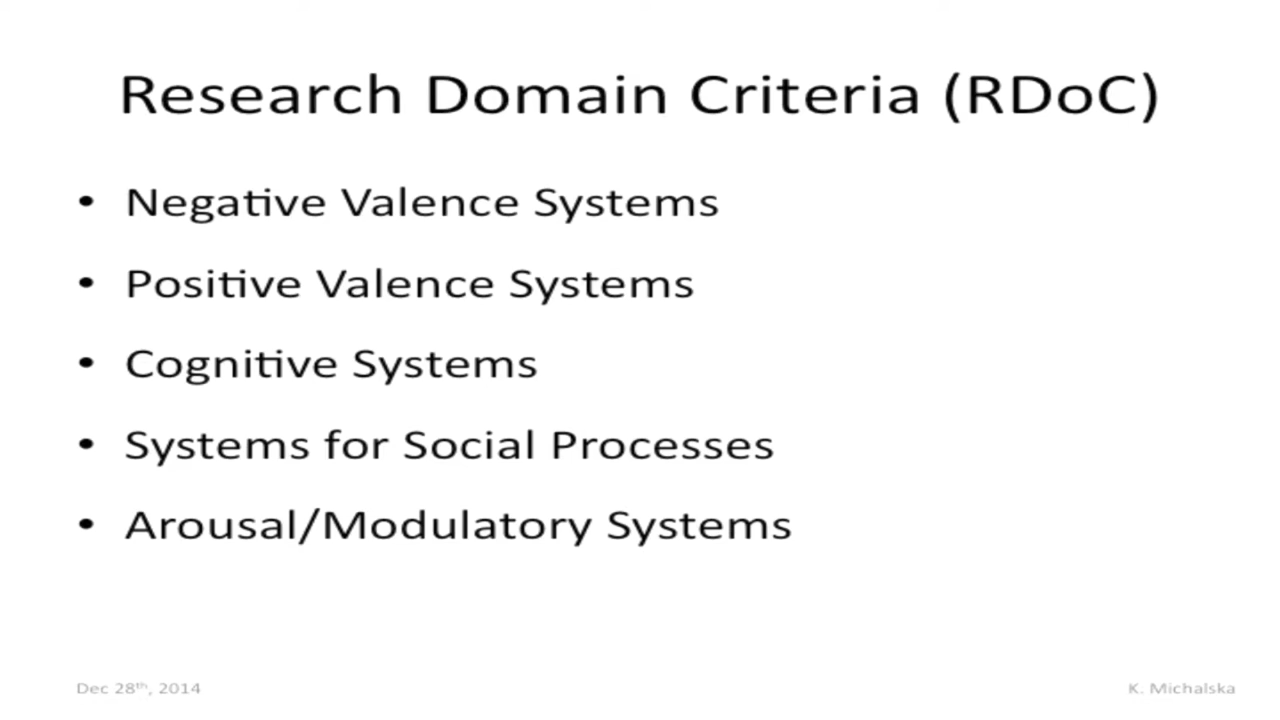 Research Domain Criteria (RDoC)
• Negative Valence Systems
• Positive Valence Systems
• Cognitive Systems
• Systems for Social Processes
• Arousal/Modulatory Systems
Dec 28th, 2014
K. Michalska